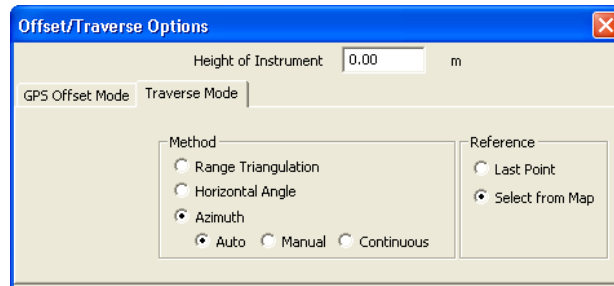 Offset/Traverse Options
Height of Instrument 0.00 m
GPS Offset Mode Traverse Mode
Method Reference
Range Triangulation Last Point
Horizontal Angle Select from Map
Azimuth
Auto Manual Continuous